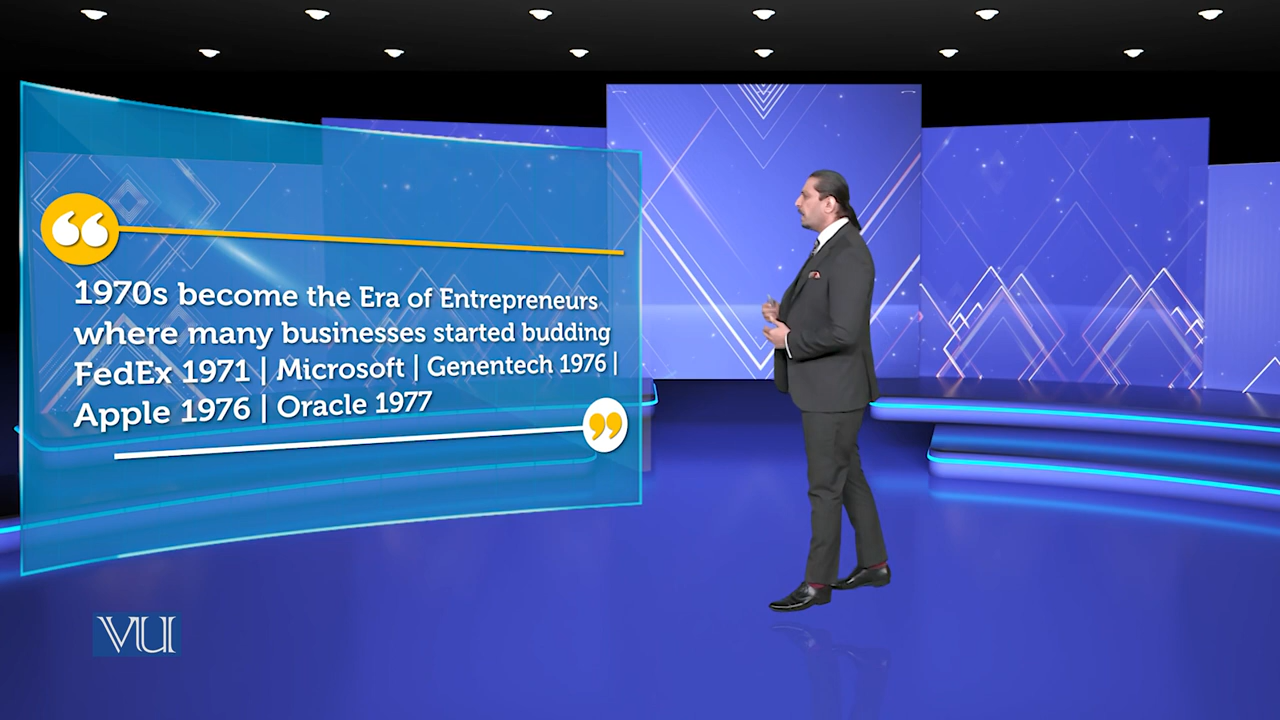 1970s become the Era of Entrepreneurs
where many businesses started budding
FedEx 1971 | Microsoft | Genentech 1976 |
Apple 1976 | Oracle 1977
VU